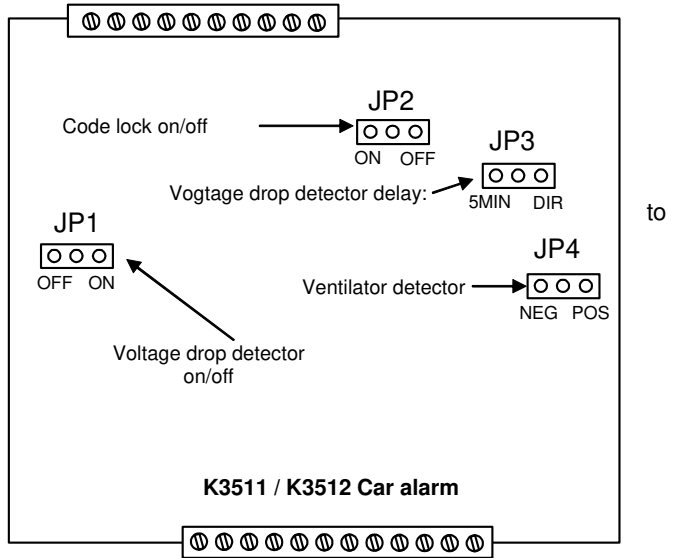 JP2
Code lock on/off
ON OFF
JP3
Vogtage drop detector delay:
5MIN DIR
to
JP1
OFF ON
JP4
Ventilator detector
NEG POS
Voltage drop detector
on/off
K3511 / K3512 Car alarm